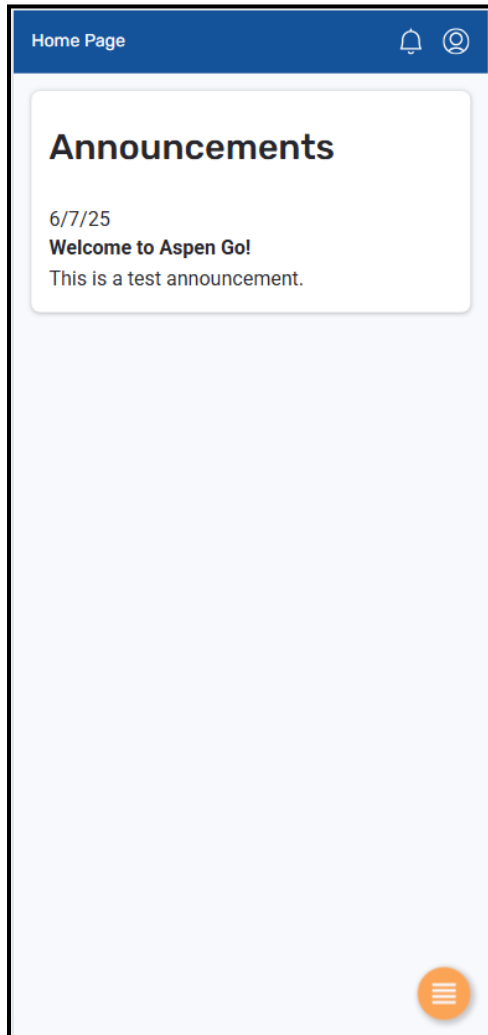 Home Page
Announcements
6/7/25
Welcome to Aspen Go!
This is a test announcement.